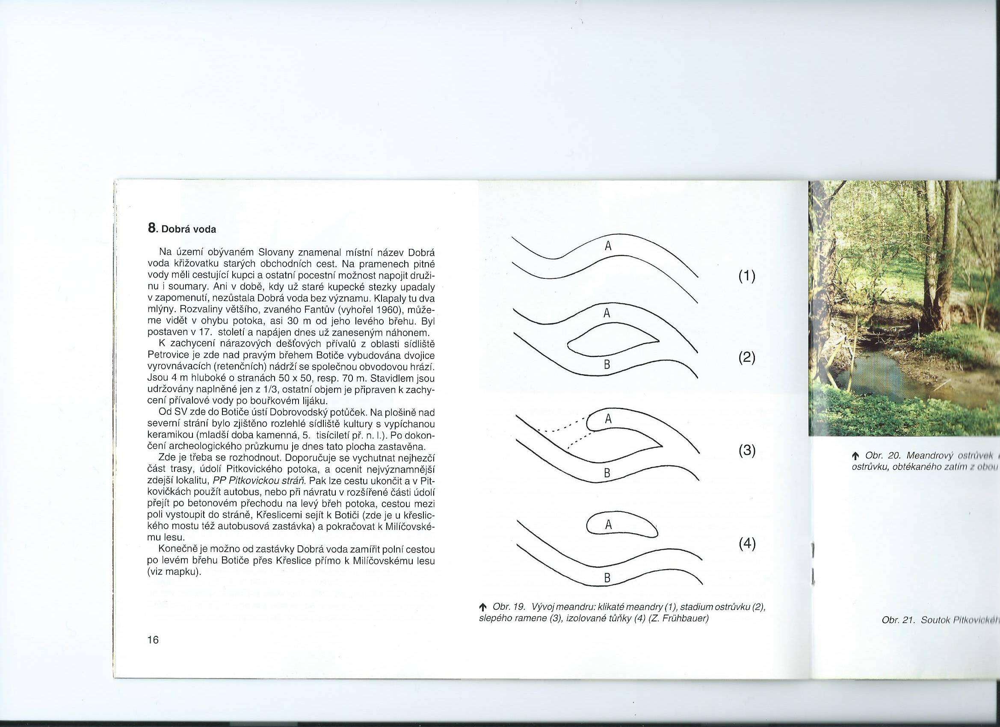 8. Dobrá voda
Na území obývaném Slovany znamenal místní název Dobrá
voda křižovatku starých obchodních cest. Na pramenech pitné
vody měli cestující kupci a ostatní pocestní možnost napojit druži-
nu i soumary. Ani v době, kdy už staré kupecké stezky upadaly
v zapomenutí, nezůstala Dobrá voda bez významu. Klapaly tu dva
mlýny. Rozvaliny většího, zvaného Fantův (vyhořel 1960), může-
me vidět v ohybu potoka, asi 30 m od jeho levého břehu. Byl
postaven v 17. století a napájen dnes už zaneseným náhonem.
K zachycení nárazových dešťových přívalů z oblasti sídliště
Petrovice je zde nad pravým břehem Botiče vybudována dvojice
vyrovnávacích (retenčních) nádrží se společnou obvodovou hrází.
Jsou 4 m hluboké o stranách 50 x 50, resp. 70 m. Stavidlem jsou
udržovány naplněné jen z 1/3, ostatní objem je připraven k zachy-
cení přívalové vody po bouřkovém lijáku.
Od SV zde do Botiče ústí Dobrovodský potůček. Na plošině nad
severní strání bylo zjištěno rozlehlé sídliště kultury s vypíchanou
keramikou (mladší doba kamenná, 5. tisíciletí př. n. l.). Po dokon-
čení archeologického průzkumu je dnes tato plocha zastavěna.
Zde je třeba se rozhodnout. Doporučuje se vychutnat nejhezčí
část trasy, údolí Pitkovického potoka, a ocenit nejvýznamnější
zdejší lokalitu, PP Pitkovickou stráň. Pak lze cestu ukončit a v Pit-
kovičkách použít autobus, nebo při návratu v rozšířené části údolí
přejít po betonovém přechodu na levý břeh potoka, cestou mezi
poli vystoupit do stráně, Křeslicemi sejít k Botiči (zde je u křeslic-
kého mostu též autobusová zastávka) a pokračovat k Milíčovské-
mu lesu.
Konečně je možno od zastávky Dobrá voda zamířit polní cestou
po levém břehu Botiče přes Křeslice přímo k Milíčovskému lesu
(viz mapku).
16
A
(1)
A
B
(2)
A
B
(3)
A
B
(4)
Obr. 19. Vývoj meandru: klikaté meandry (1), stadium ostrůvku (2),
slepého ramene (3), izolované tůňky (4) (Z. Frühbauer)
Obr. 20. Meandrový ostrůvek
ostrůvku, obtékaného zatím z obou
Obr. 21. Soutok